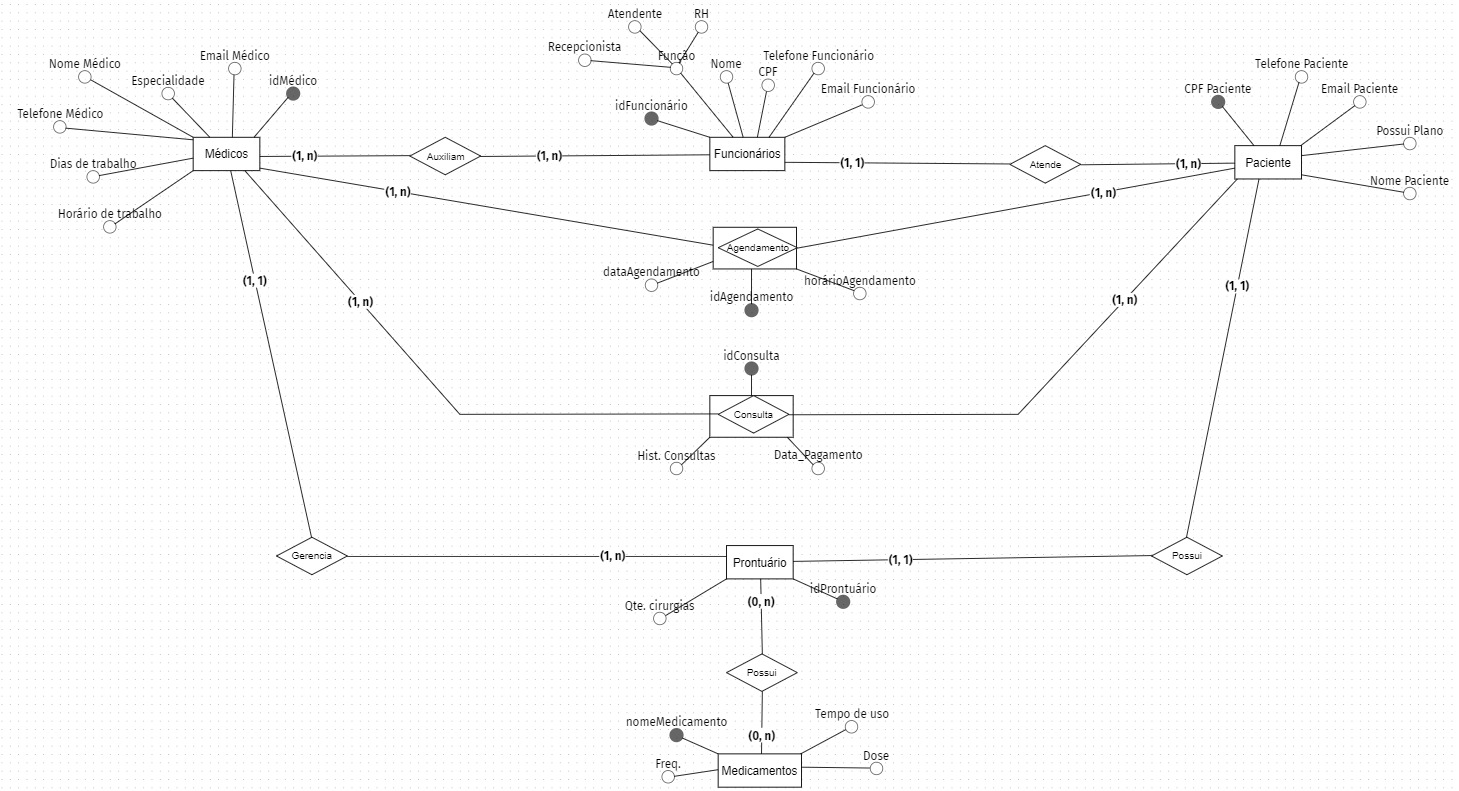 Atendente
RH
Recepcionista
Função
Nome
CPF
Telefone Funcionário
Email Funcionário
idFuncionário
Nome Médico
Especialidade
Email Médico
idMédico
Telefone Médico
Dias de trabalho
Horário de trabalho
Telefone Paciente
CPF Paciente
Email Paciente
Possui Plano
Nome Paciente
Médicos
(1, n)
Auxiliam
(1, n)
Funcionários
(1, 1)
Atende
(1, n)
Paciente
(1, n)
(1, n)
Agendamento
dataAgendamento
idAgendamento
horárioAgendamento
(1, 1)
(1, n)
(1, n)
(1, 1)
idConsulta
Consulta
Hist. Consultas
Data_Pagamento
Gerencia
(1, n)
Prontuário
(1, 1)
Possui
Qte. cirurgias
(0, n)
idProntuário
Possui
nomeMedicamento
(0, n)
Tempo de uso
Freq.
Medicamentos
Dose